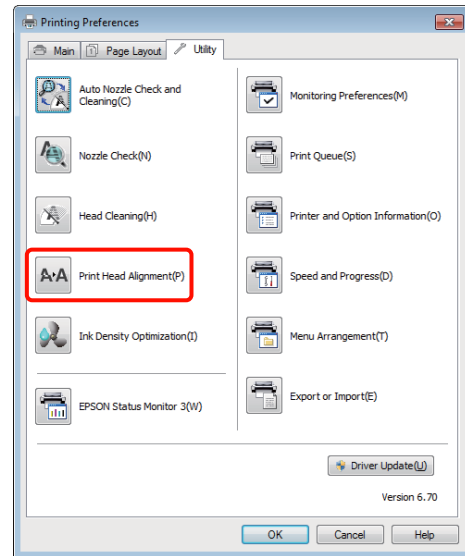 Printing Preferences
Main
Page Layout
Utility
Auto Nozzle Check and
Cleaning(C)
Nozzle Check(N)
Head Cleaning(H)
A▸A
Print Head Alignment(P)
Ink Density Optimization(I)
EPSON Status Monitor 3(W)
Monitoring Preferences(M)
Print Queue(S)
Printer and Option Information(O)
Speed and Progress(D)
Menu Arrangement(T)
Export or Import(E)
Driver Update(U)
Version 6.70
OK
Cancel
Help